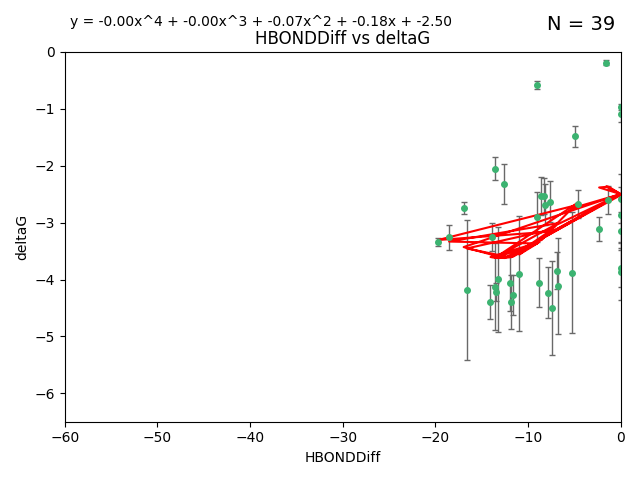 y = -0.00x^4 + -0.00x^3 + -0.07x^2 + -0.18x + -2.50
N = 39
HBONDDiff vs deltaG
0
−1
−2
−3
−4
−5
−6
deltaG
−60 −50 −40 −30 −20 −10 0
HBONDDiff